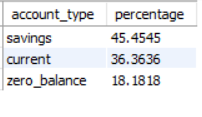 account_type percentage
savings 45.4545
current 36.3636
zero_balance 18.1818